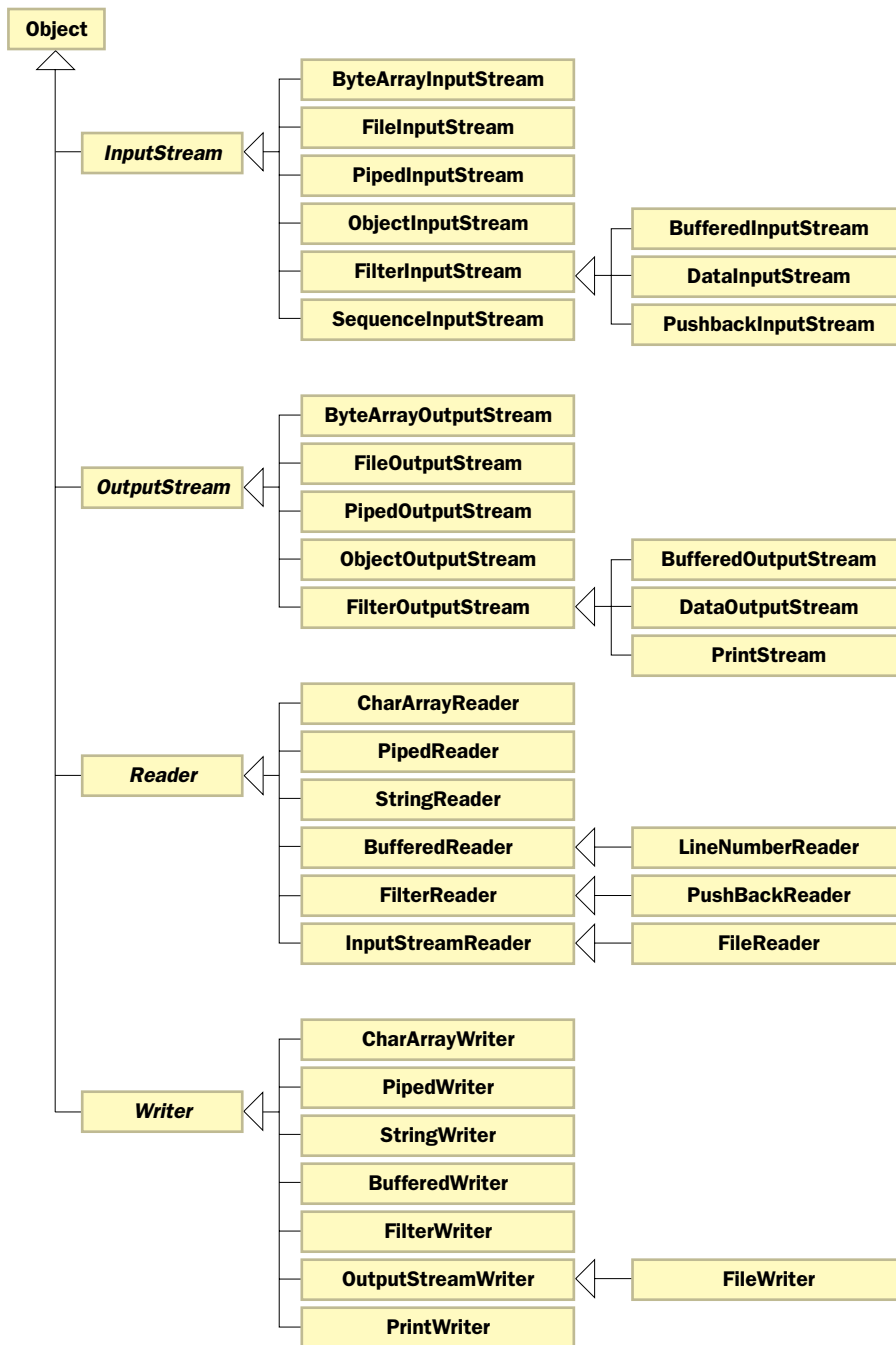 Object
InputStream
ByteArrayInputStream
FileInputStream
PipedInputStream
ObjectInputStream
FilterInputStream
SequenceInputStream
BufferedInputStream
DataInputStream
PushbackInputStream
OutputStream
ByteArrayOutputStream
FileOutputStream
PipedOutputStream
ObjectOutputStream
FilterOutputStream
BufferedOutputStream
DataOutputStream
PrintStream
Reader
CharArrayReader
PipedReader
StringReader
BufferedReader
FilterReader
InputStreamReader
LineNumberReader
PushBackReader
FileReader
Writer
CharArrayWriter
PipedWriter
StringWriter
BufferedWriter
FilterWriter
OutputStreamWriter
PrintWriter
FileWriter